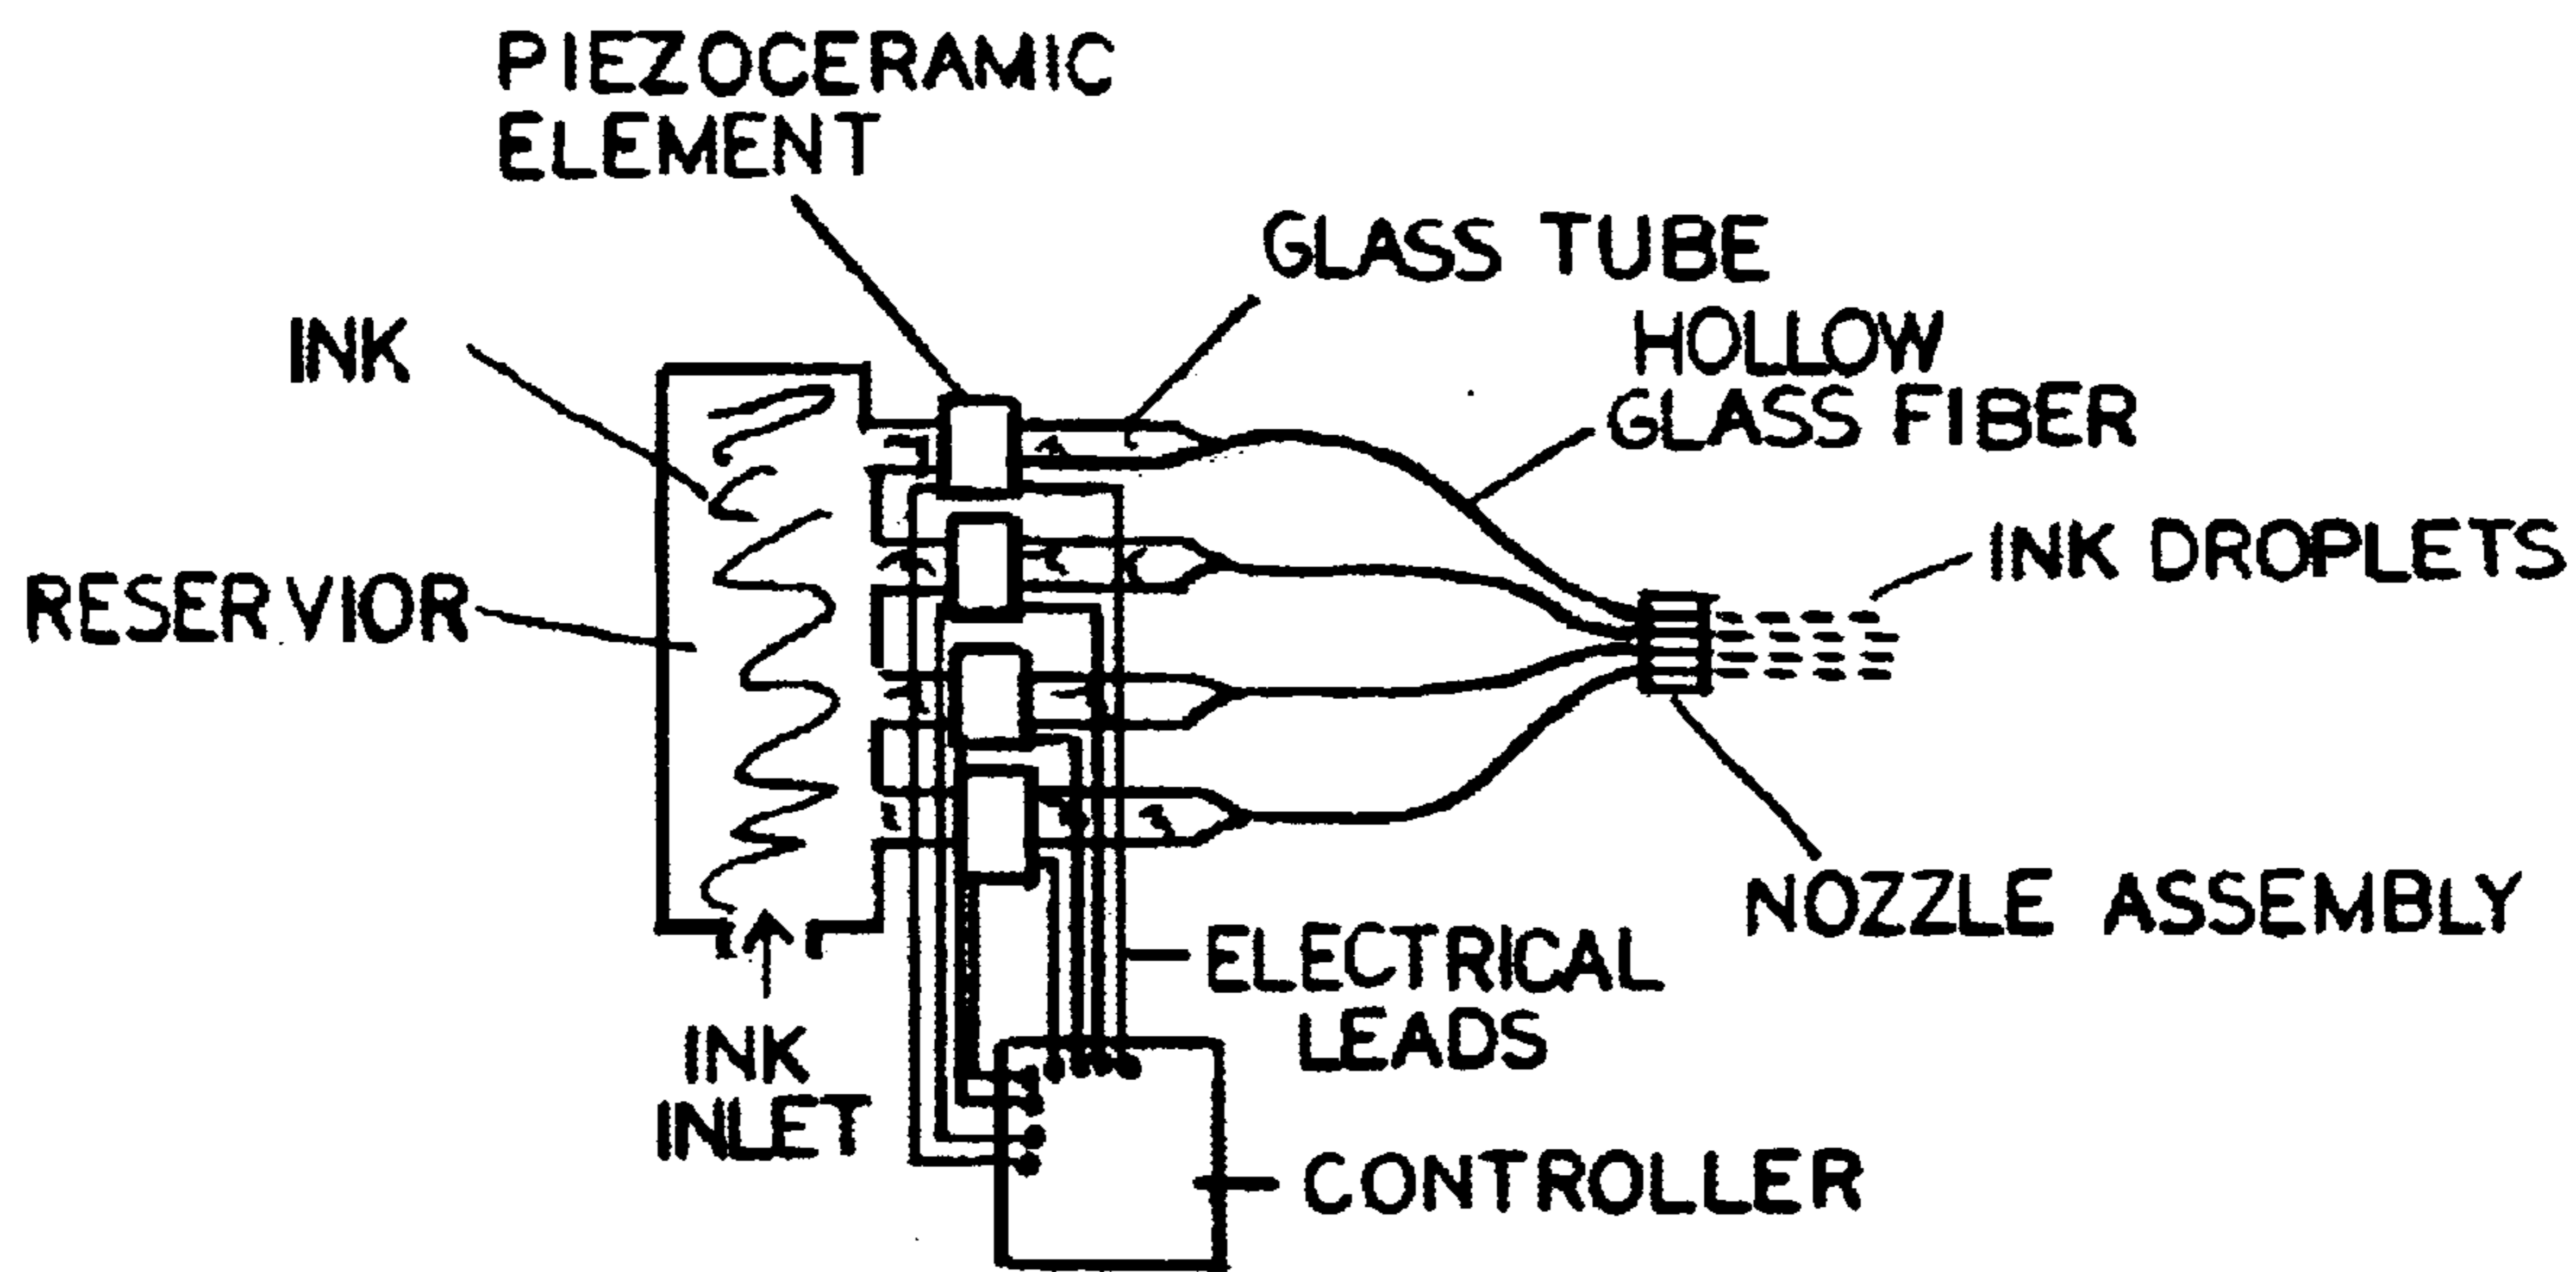 PIEZOCERAMIC
ELEMENT
GLASS TUBE
HOLLOW
GLASS FIBER
INK
INK DROPLETS
RESERVIOR
NOZZLE ASSEMBLY
ELECTRICAL
LEADS
INK
INLET
CONTROLLER